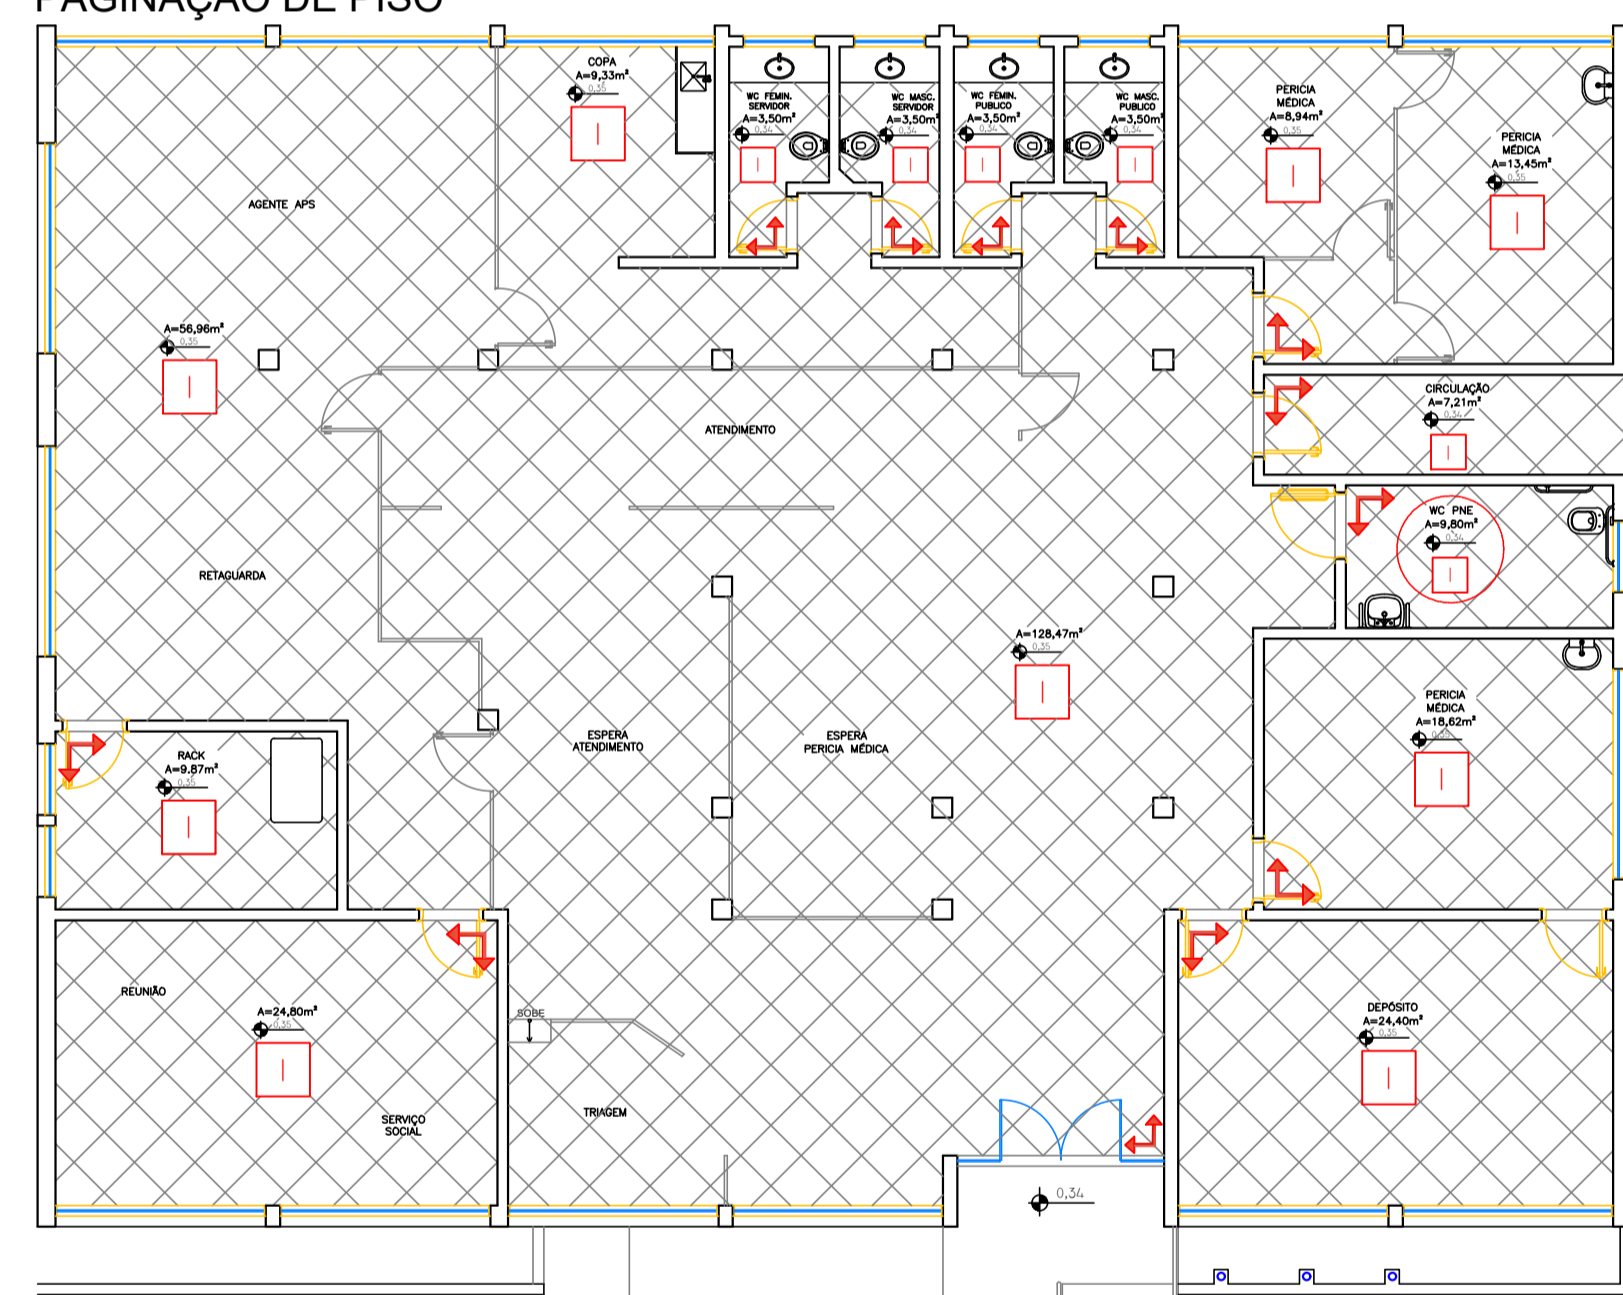 PAGINAÇÃO DE PISO
COPA
A=9,33m²
0,35
WC FEMIN.
SERVIDOR
A=3,50m²
0,34
WC MASC.
SERVIDOR
A=3,50m²
0,34
WC FEMIN.
PUBLICO
A=3,50m²
0,34
WC MASC.
PUBLICO
A=3,50m²
0,34
PERICIA
MÉDICA
A=8,94m²
0,35
PERICIA
MÉDICA
A=13,45m²
0,35
AGENTE APS
A=56,96m²
0,35
ATENDIMENTO
CIRCULAÇÃO
A=7,21m²
0,34
WC PNE
A=9,80m²
0,34
RETAGUARDA
A=128,47m²
0,35
PERICIA
MÉDICA
A=18,62m²
0,35
RACK
A=9.87m²
0,35
ESPERA
ATENDIMENTO
ESPERA
PERICIA MÉDICA
REUNIÃO
A=24,80m²
0,35
SOBE
DEPÓSITO
A=24,40m²
0,35
SERVIÇO
SOCIAL
TRIAGEM
0,34